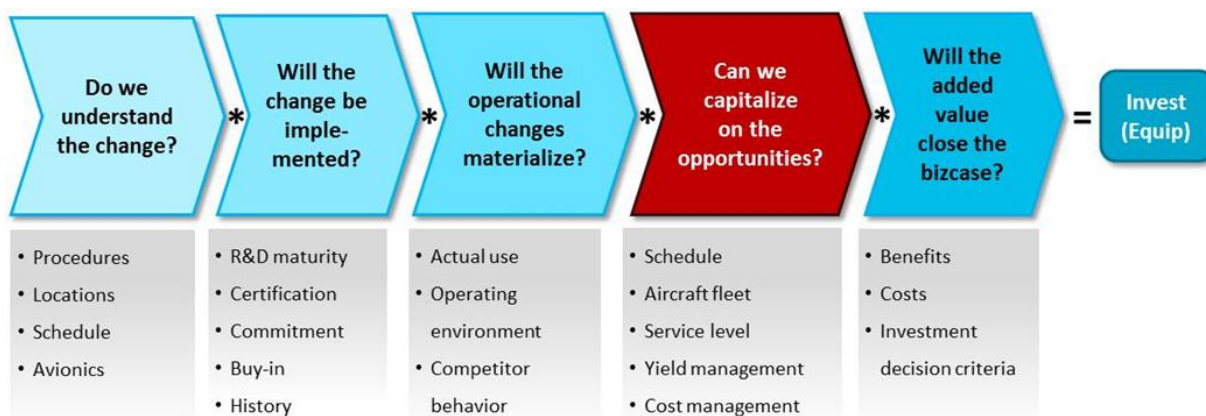 Do we
understand
the change?
*
Will the
change be
imple-
mented?
*
Will the
operational
changes
materialize?
*
Can we
capitalize
on the
opportunities?
*
Will the
added
value
close the
bizcase?
=
Invest
(Equip)
• Procedures
• Locations
• Schedule
• Avionics
• R&D maturity
• Certification
• Commitment
• Buy-in
• History
• Actual use
• Operating
environment
• Competitor
behavior
• Schedule
• Aircraft fleet
• Service level
• Yield management
• Cost management
• Benefits
• Costs
• Investment
decision criteria